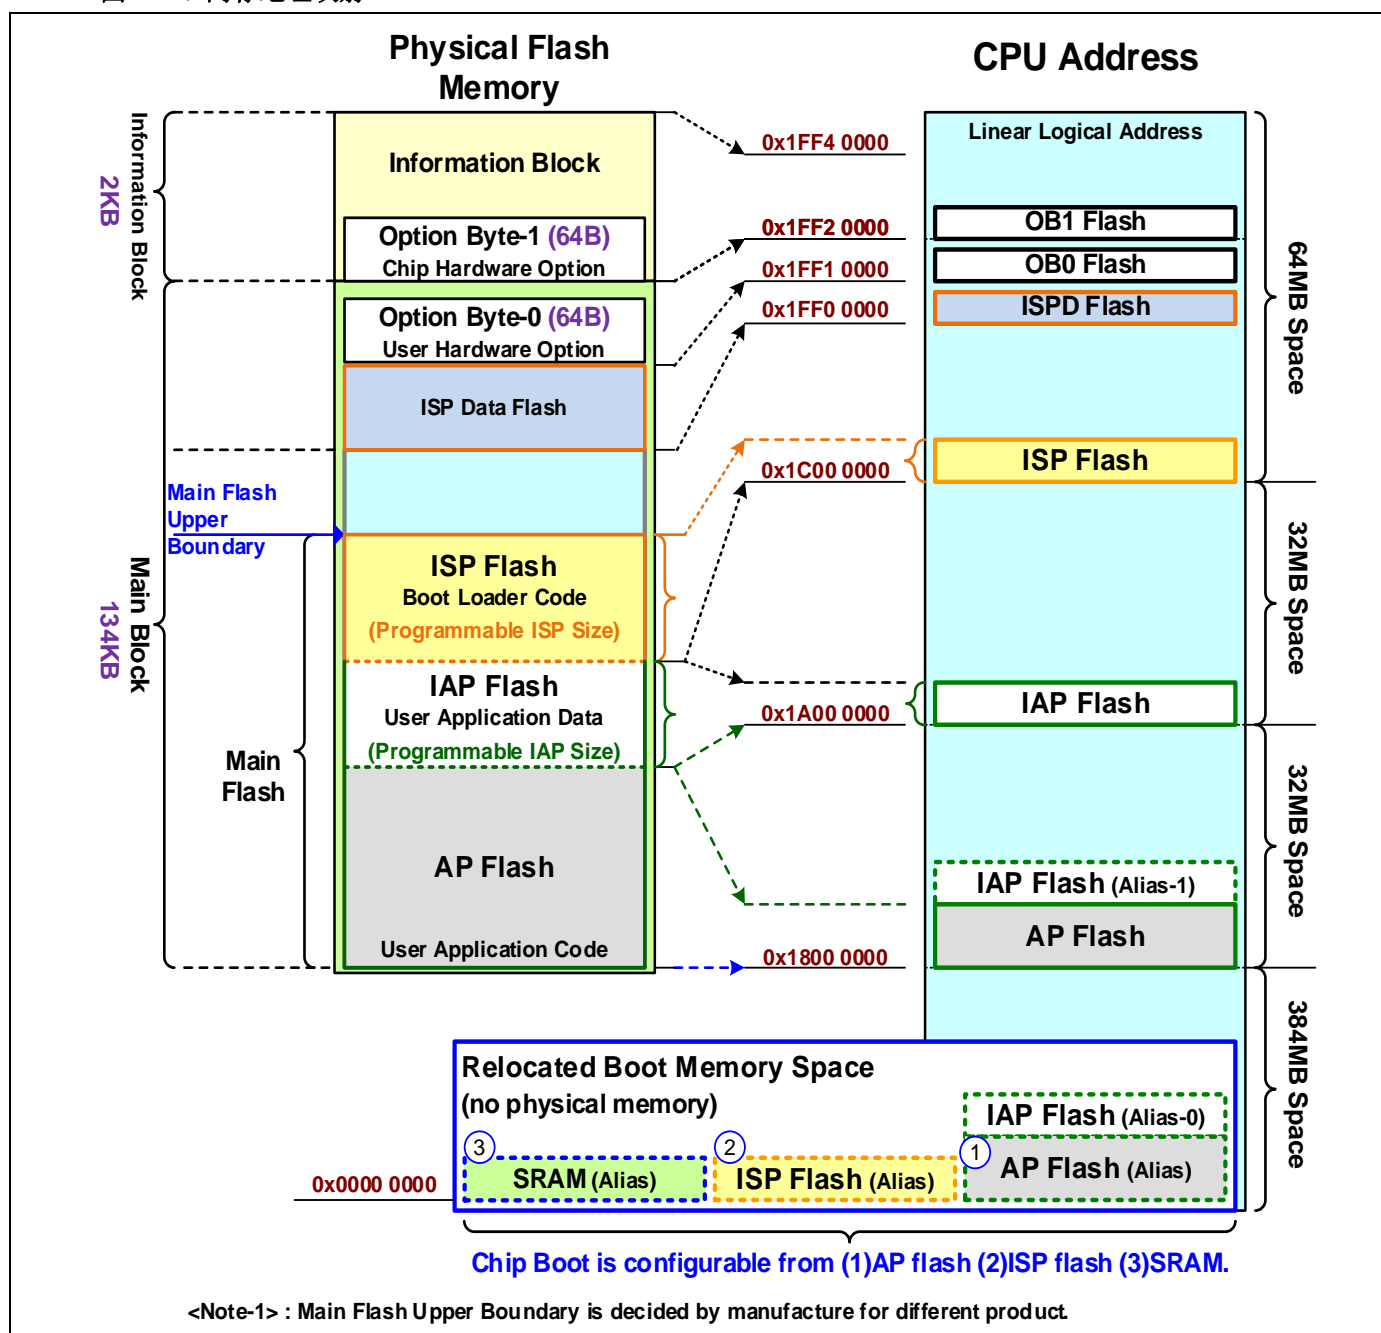 Physical Flash
Memory
CPU Address
Information Block
2KB
Information Block
Option Byte-1 (64B)
Chip Hardware Option
Option Byte-0 (64B)
User Hardware Option
ISP Data Flash
Main Flash
Upper
Boundary
Main Block
134KB
ISP Flash
Boot Loader Code
(Programmable ISP Size)
IAP Flash
User Application Data
(Programmable IAP Size)
Main
Flash
AP Flash
User Application Code
0x1FF4 0000
0x1FF2 0000
0x1FF1 0000
0x1FF0 0000
0x1C00 0000
0x1A00 0000
0x1800 0000
Linear Logical Address
OB1 Flash
OB0 Flash
ISPD Flash
ISP Flash
IAP Flash
IAP Flash (Alias-1)
AP Flash
64MB Space
32MB Space
32MB Space
384MB Space
Relocated Boot Memory Space
(no physical memory)
IAP Flash (Alias-0)
3
2
1
SRAM (Alias)
ISP Flash (Alias)
AP Flash (Alias)
0x0000 0000
Chip Boot is configurable from (1)AP flash (2)ISP flash (3)SRAM.
<Note-1> : Main Flash Upper Boundary is decided by manufacture for different product.